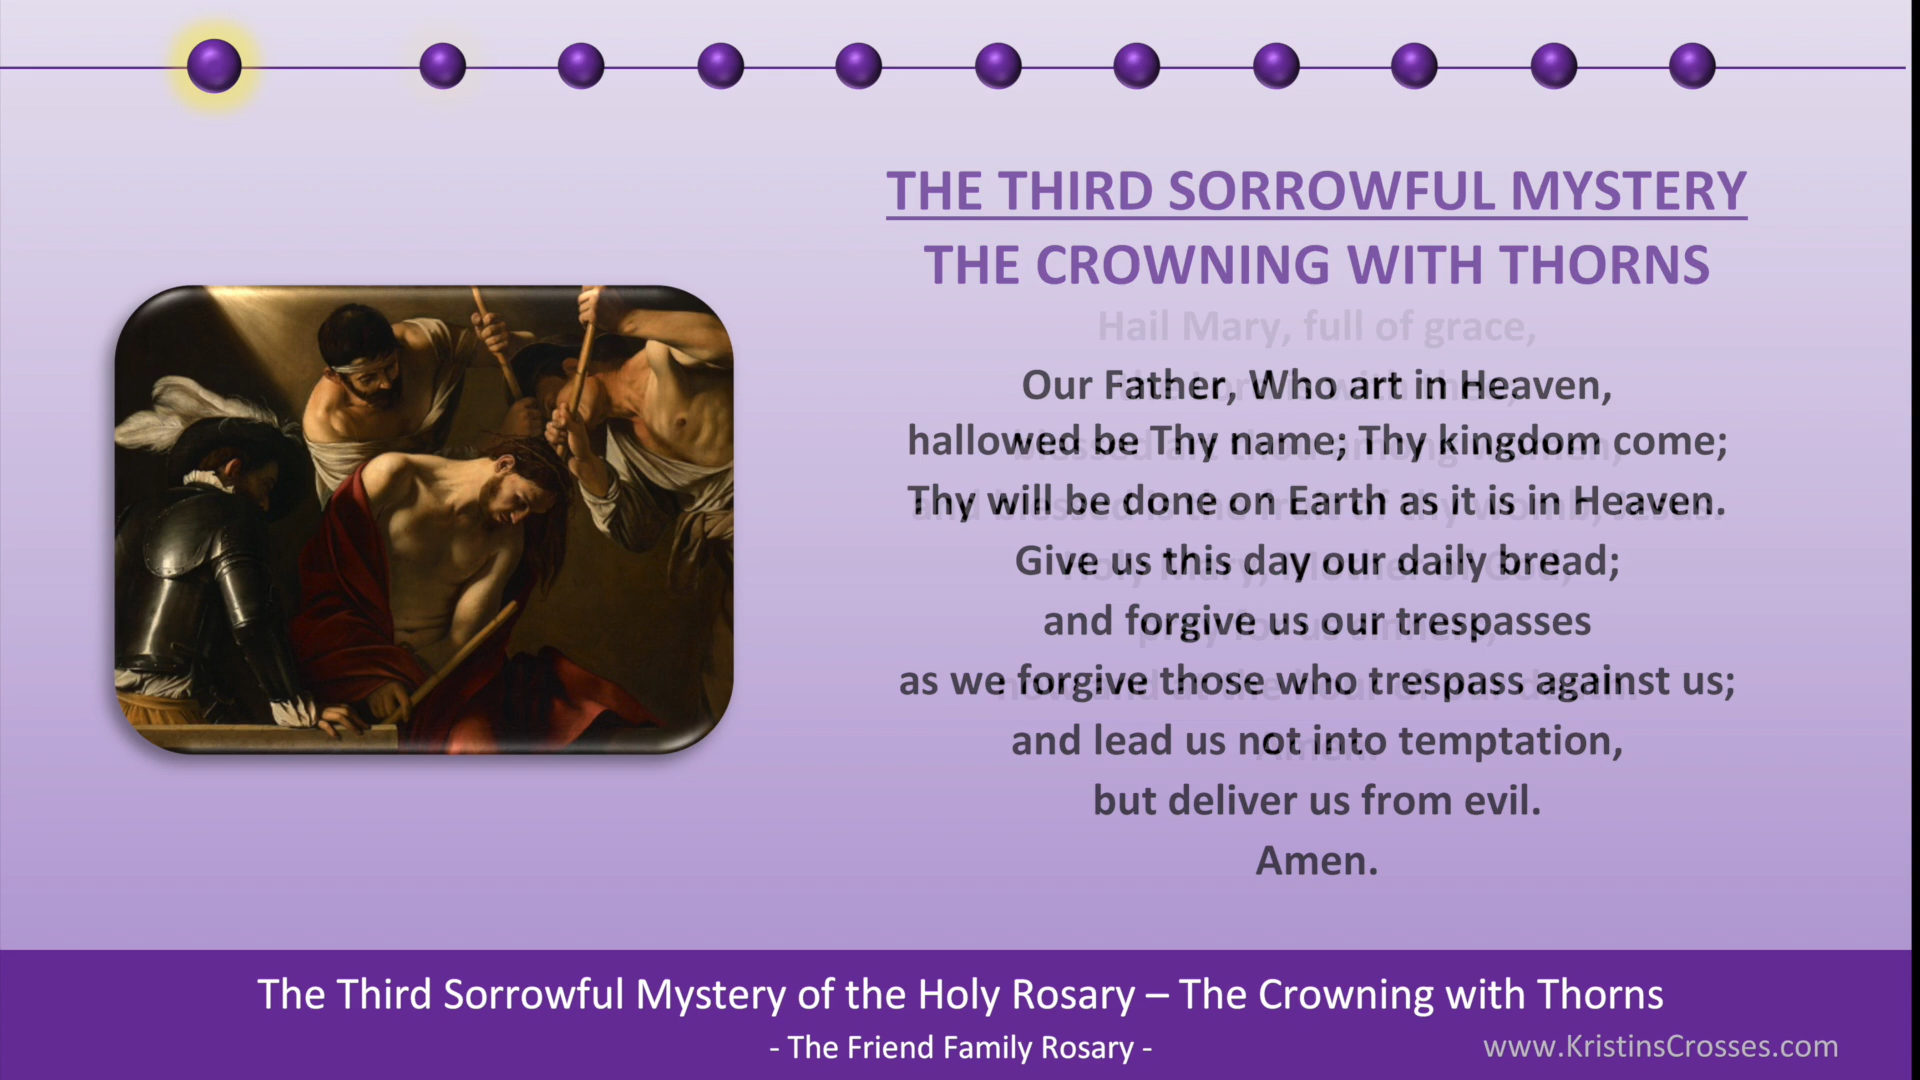 THE THIRD SORROWFUL MYSTERY
THE CROWNING WITH THORNS
Hail Mary, full of grace,
Our Father, Who art in Heaven,
hallowed be Thy name; Thy kingdom come;
Thy will be done on Earth as it is in Heaven.
Give us this day our daily bread;
and forgive us our trespasses
as we forgive those who trespass against us;
and lead us not into temptation,
but deliver us from evil.
Amen.
The Third Sorrowful Mystery of the Holy Rosary – The Crowning with Thorns
- The Friend Family Rosary -
www.KristinsCrosses.com